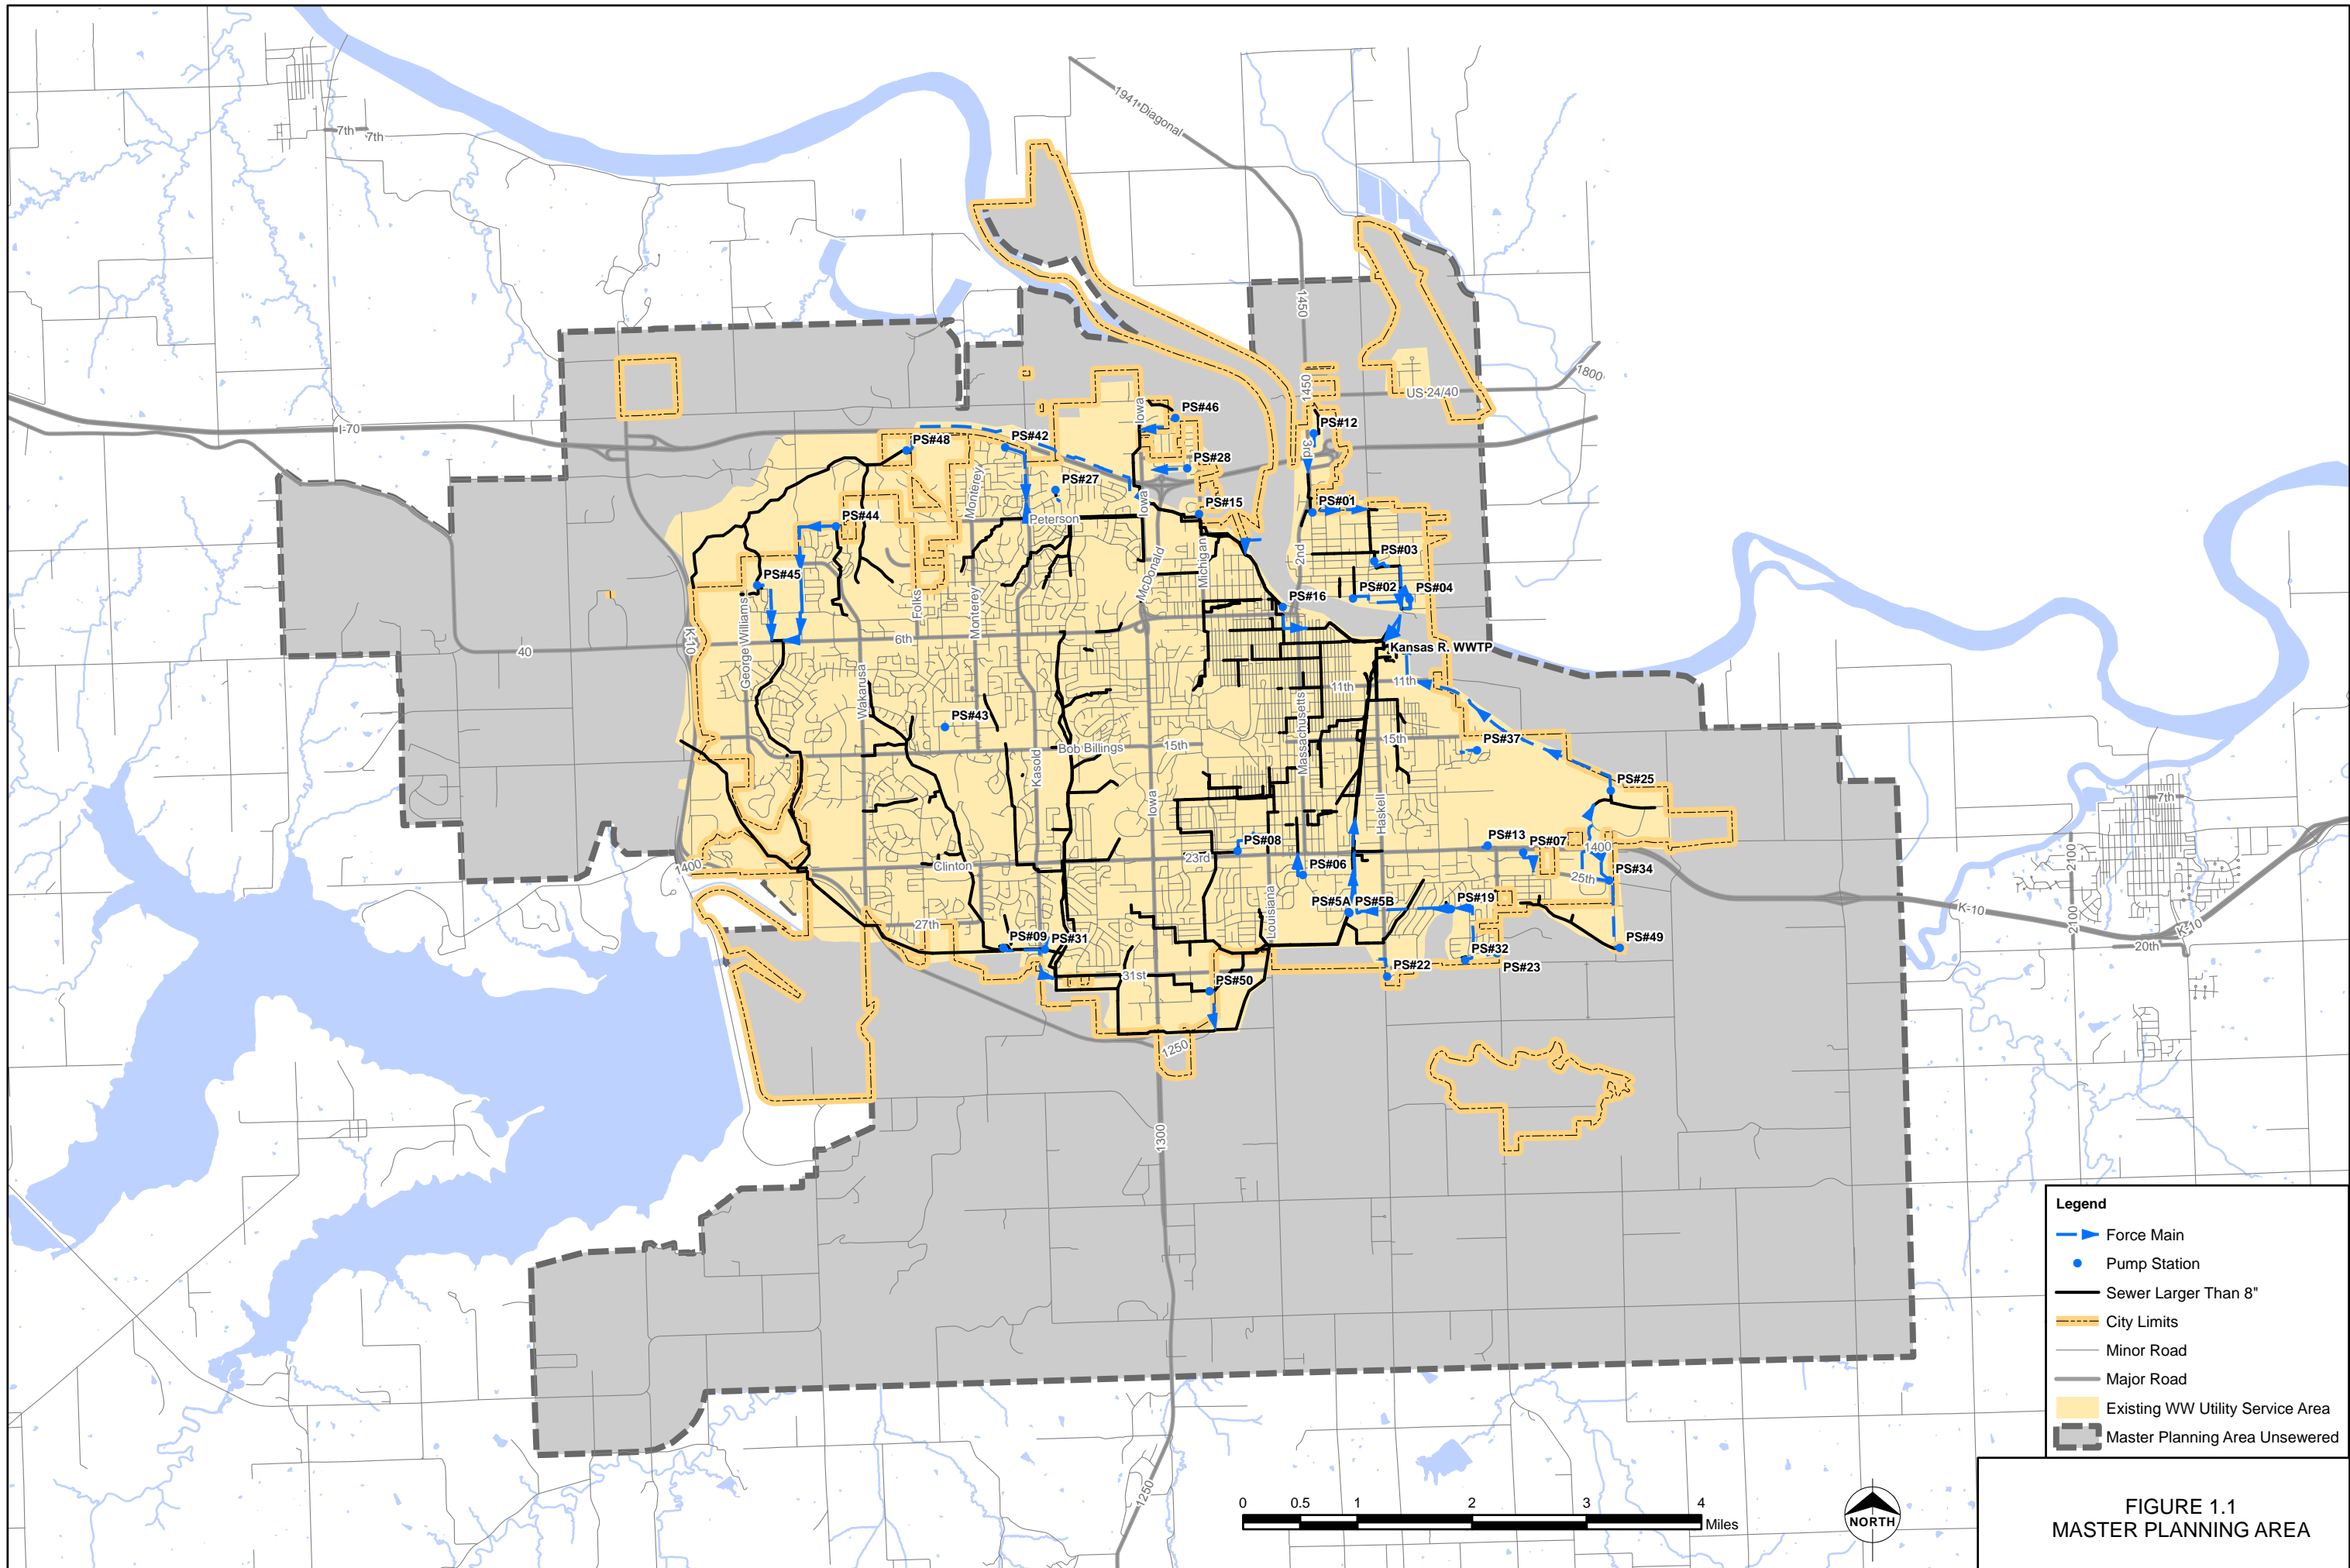 1941 Diagonal
7th
7th
1450
1800
US-24/40
1450
Iowa
PS#46
PS#12
I-70
PS#48
PS#42
3rd
PS#28
Monterey
PS#27
Iowa
PS#15
PS#01
PS#44
Peterson
2nd
PS#03
McDonald
Michigan
PS#45
PS#02
PS#04
PS#16
Folks
Monterey
George Williams
K-10
6th
40
Kansas R. WWTP
11th
11th
Wakarusa
PS#43
Massachusetts
Bob Billings
15th
15th
PS#37
Kasold
PS#25
7th
Iowa
Haskell
PS#08
PS#13
PS#07
1400
23rd
PS#06
Clinton
1400
25th
PS#34
2100
Louisiana
PS#5A
PS#5B
PS#19
K-10
27th
2100
K-10
20th
PS#09
PS#31
PS#49
PS#32
PS#23
31st
PS#22
PS#50
1250
1300
1250
Legend
Force Main
Pump Station
Sewer Larger Than 8"
City Limits
Minor Road
Major Road
Existing WW Utility Service Area
Master Planning Area Unsewered
0 0.5 1 2 3 4
Miles
NORTH
FIGURE 1.1
MASTER PLANNING AREA